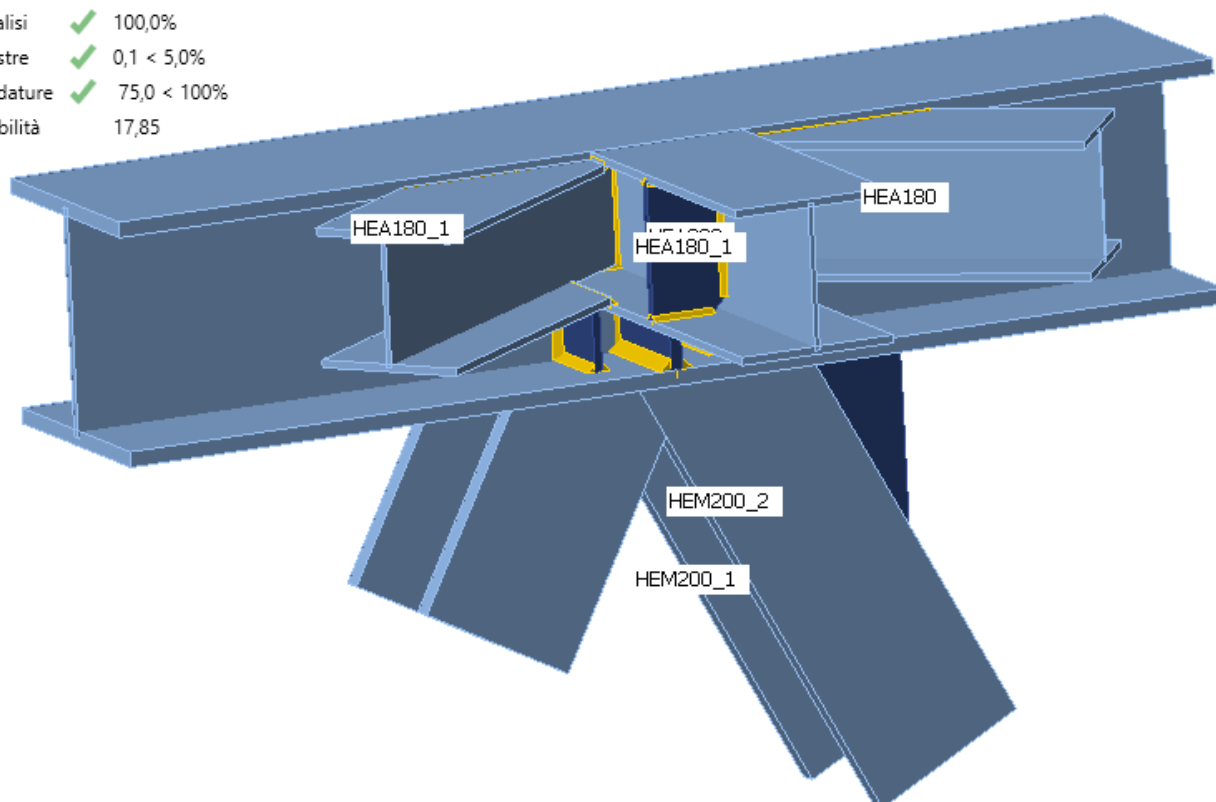 alisi 100,0%
stre 0,1 < 5,0%
dature 75,0 < 100%
bilità 17,85
HEA180
HEA180_1
HEA180_1
HEM200_2
HEM200_1